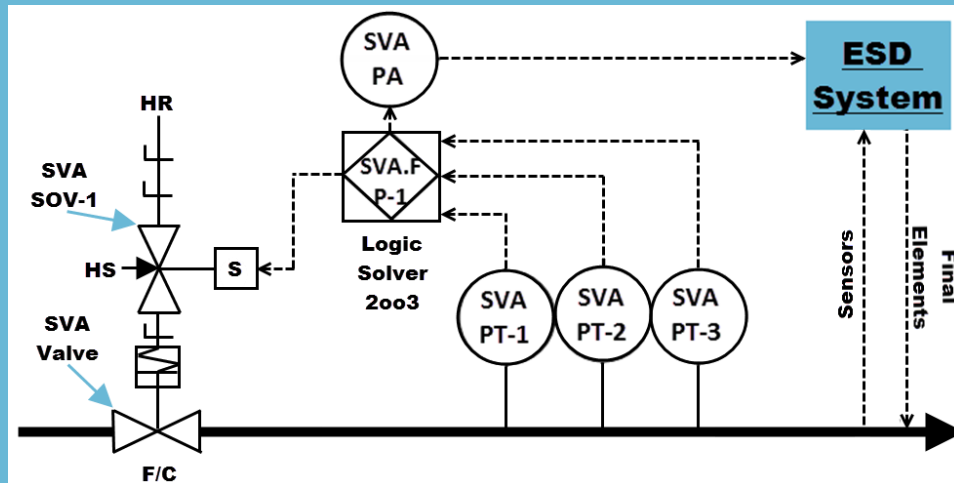 SVA
PA
ESD
System
HR
SVA
SOV-1
SVA.F
P-1
HS
S
Logic
Solver
2oo3
SVA
Valve
SVA
PT-1
SVA
PT-2
SVA
PT-3
Sensors
Final
Elements
F/C